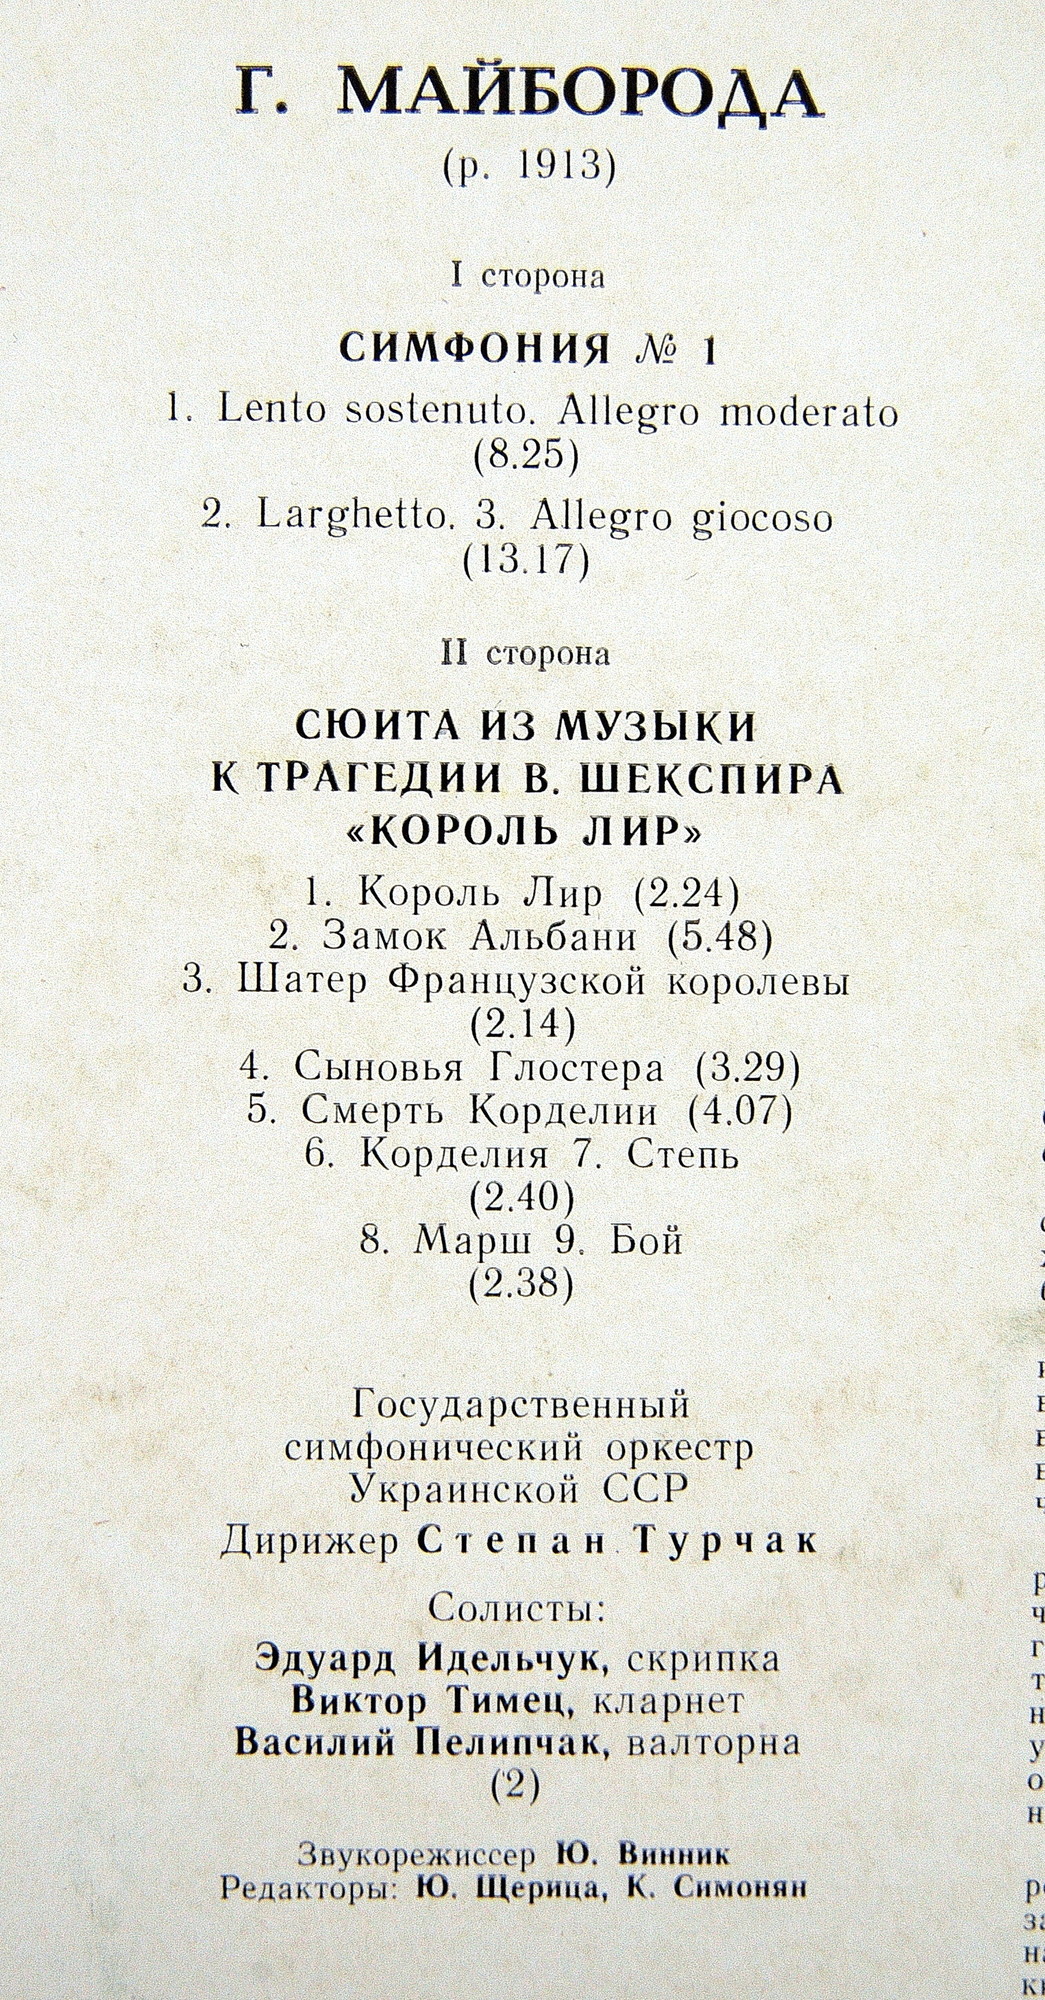 Г. МАЙБОРОДА
(р. 1913)
I сторона
СИМФОНИЯ № 1
1. Lento sostenuto. Allegro moderato
(8.25)
2. Larghetto. 3. Allegro giocoso
(13.17)
II сторона
СЮИТА ИЗ МУЗЫКИ
К ТРАГЕДИИ В. ШЕКСПИРА
«КОРОЛЬ ЛИР»
1. Король Лир (2.24)
2. Замок Альбани (5.48)
3. Шатер Французской королевы
(2.14)
4. Сыновья Глостера (3.29)
5. Смерть Корделии (4.07)
6. Корделия 7. Степь
(2.40)
8. Марш 9. Бой
(2.38)
Государственный
симфонический оркестр
Украинской ССР
Дирижер Степан Турчак
Солисты:
Эдуард Идельчук, скрипка
Виктор Тимец, кларнет
Василий Пелипчак, валторна
(2)
Звукорежиссер Ю. Винник
Редакторы: Ю. Щерица, К. Симонян